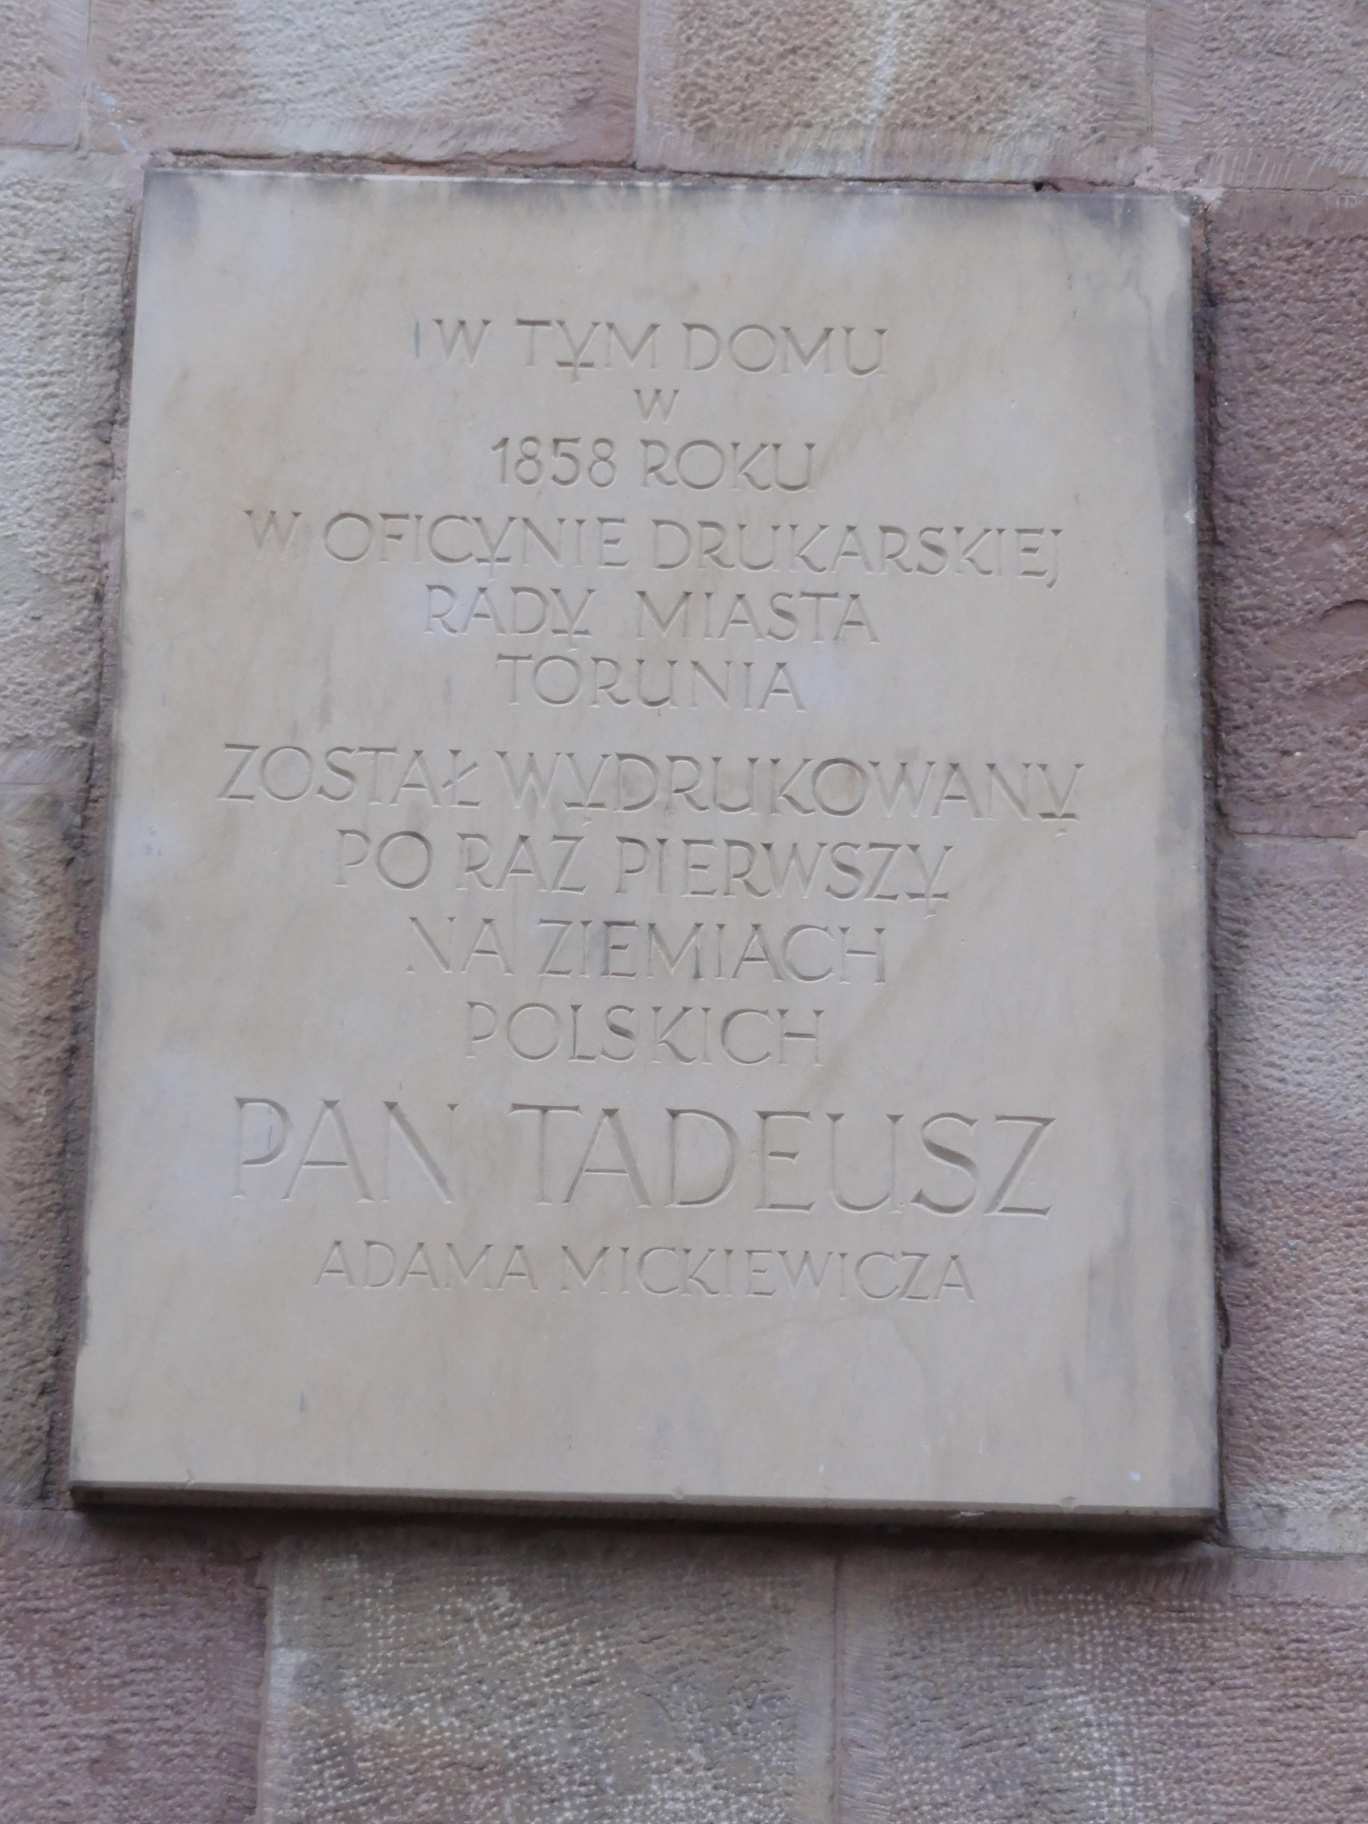 W TYM DOMU
W
1858 ROKU
W OFICYNIE DRUKARSKIEJ
RADY MIASTA
TORUNIA
ZOSTAŁ WYDRUKOWANY
PO RAZ PIERWSZY
NA ZIEMIACH
POLSKICH
PAN TADEUSZ
ADAMA MICKIEWICZA